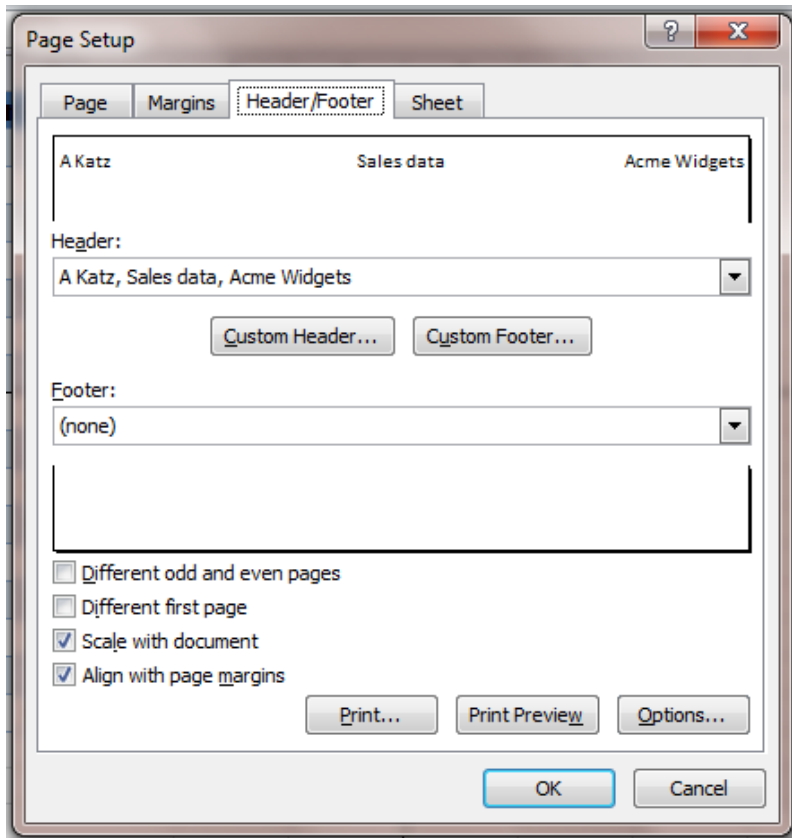 Page Setup
Page Margins Header/Footer Sheet
A Katz Sales data Acme Widgets
Header:
A Katz, Sales data, Acme Widgets
Custom Header... Custom Footer...
Footer:
(none)
Different odd and even pages
Different first page
Scale with document
Align with page margins
Print... Print Preview Options...
OK Cancel